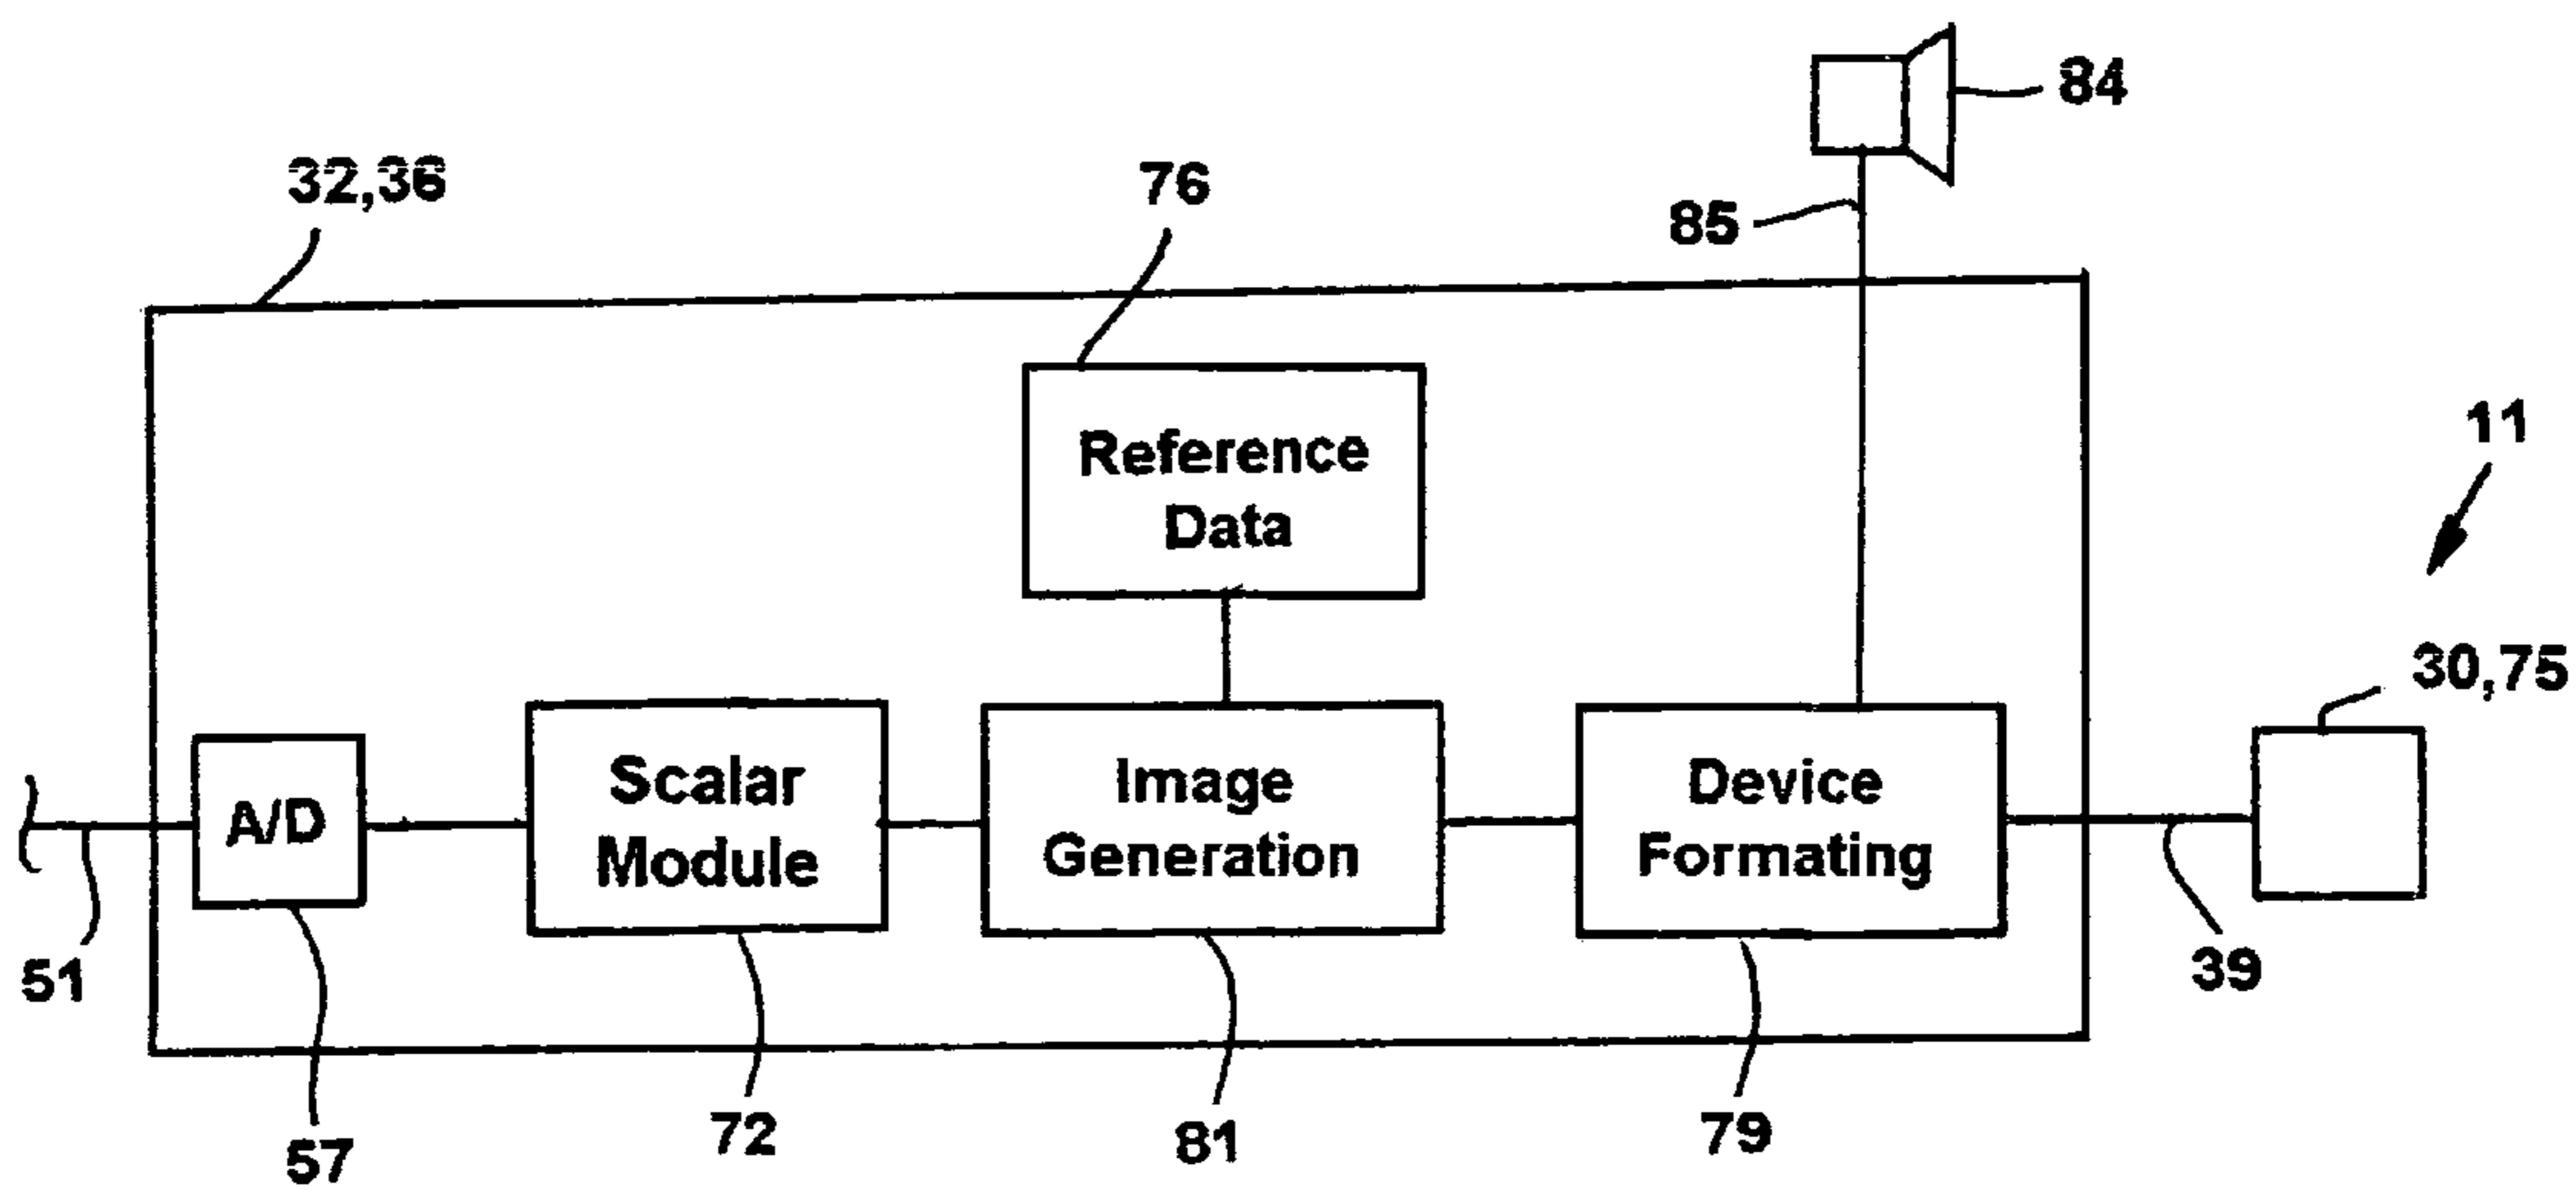 84
32,36
76
85
11
Reference
Data
30,75
A/D
Scalar
Module
Image
Generation
Device
Formating
51
39
57
72
81
79